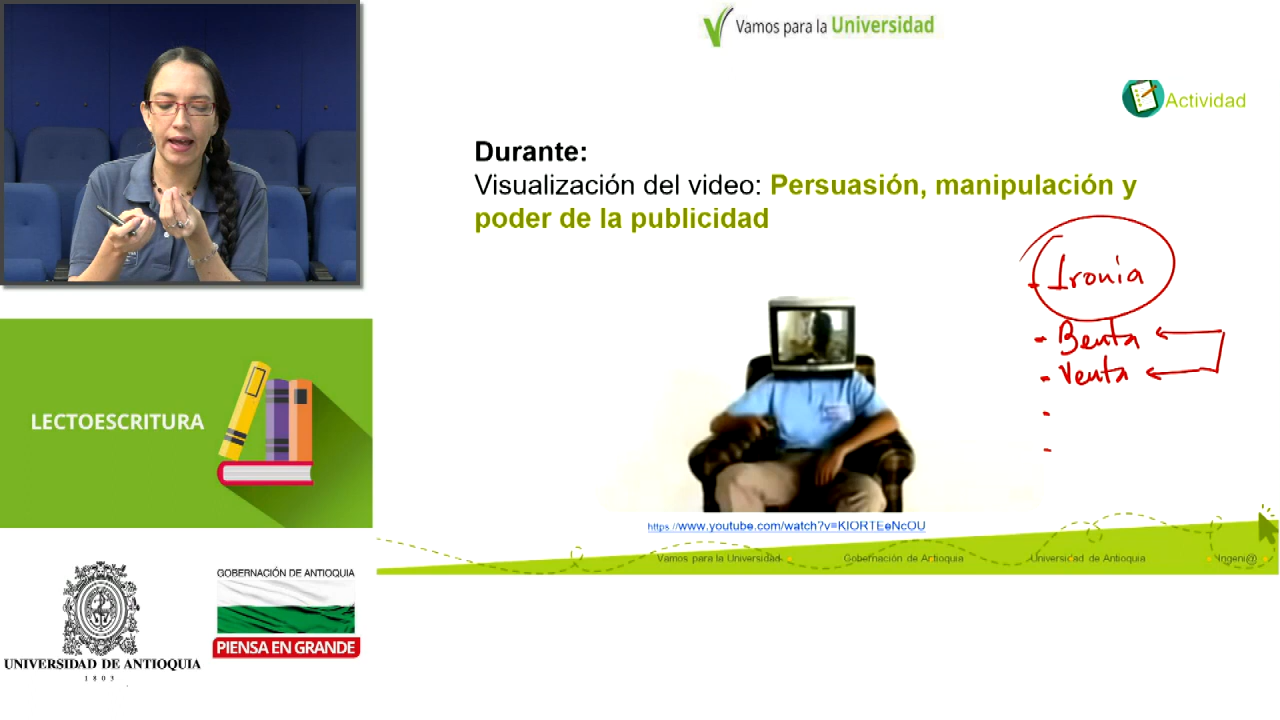 Vamos para la Universidad
Actividad
Durante:
Visualización del video: Persuasión, manipulación y
poder de la publicidad
- Ironia
- Benta
- Venta
-
-
https://www.youtube.com/watch?v=KIORTEeNcOU
Vamos para la Universidad
Gobernación de Antioquia
Universidad de Antioquia
Ingeni@
LECTOESCRITURA
UNIVERSIDAD DE ANTIOQUIA
1803
GOBERNACIÓN DE ANTIOQUIA
PIENSA EN GRANDE